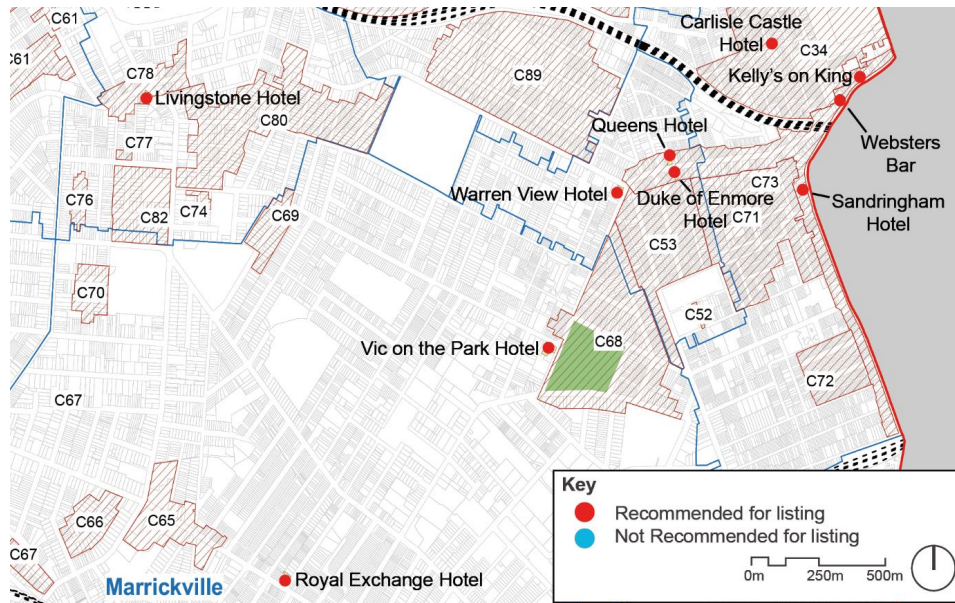 C61
Carlisle Castle
Hotel
C34
C61
C78
C89
Kelly's on King
Livingstone Hotel
C80
Websters
Bar
Queens Hotel
C77
C73
Warren View Hotel
Duke of Enmore
Hotel
Sandringham
Hotel
C76
C82
C74
C69
C71
C53
C70
C52
Vic on the Park Hotel
C68
C72
C67
C66
C65
C67
Marrickville
Royal Exchange Hotel
Key
Recommended for listing
Not Recommended for listing
0m 250m 500m